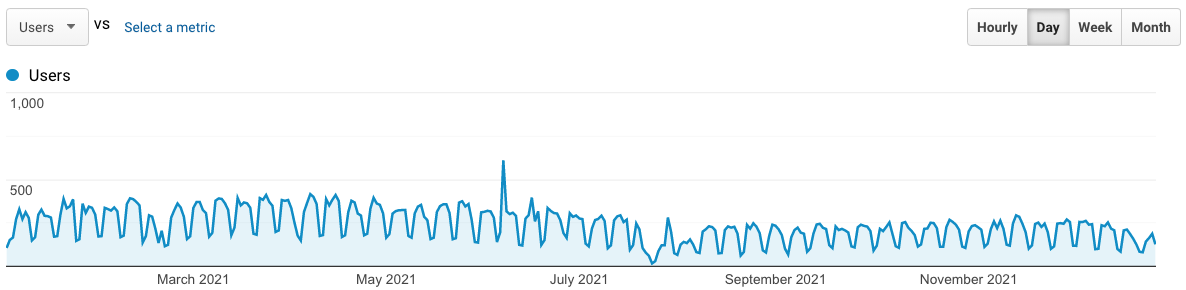 Users vs Select a metric Hourly Day Week Month
Users
1,000
500
March 2021 May 2021 July 2021 September 2021 November 2021